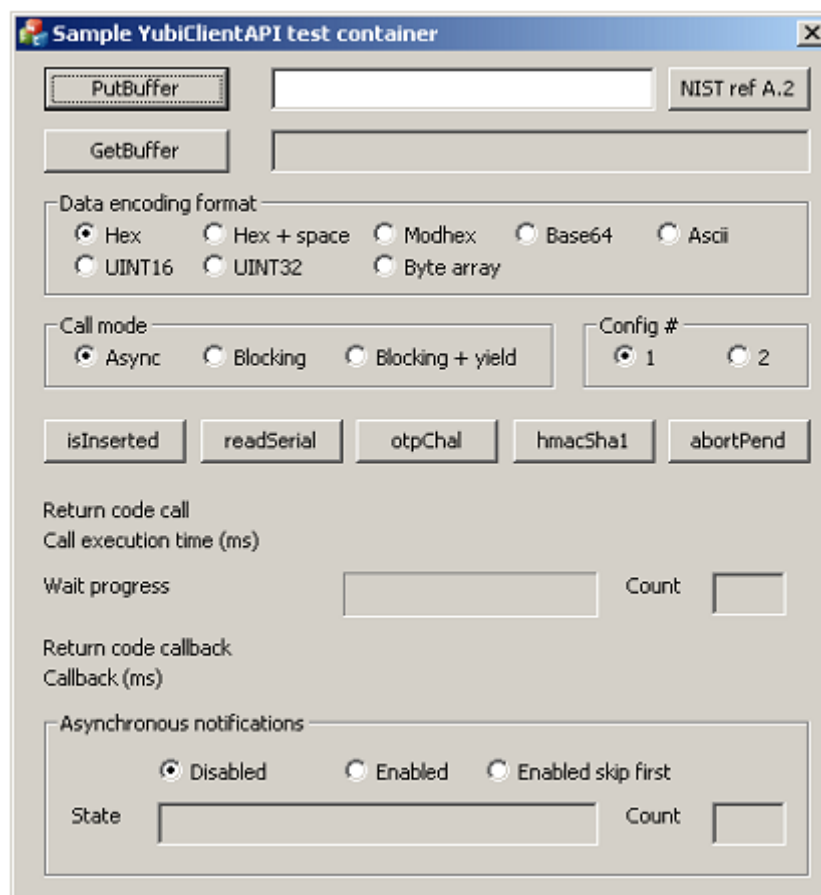 Sample YubiClientAPI test container
PutBuffer NIST ref A.2
GetBuffer
Data encoding format
Hex Hex + space Modhex Base64 Ascii
UINT16 UINT32 Byte array
Call mode Config #
Async Blocking Blocking + yield 1 2
isInserted readSerial otpChal hmacSha1 abortPend
Return code call
Call execution time (ms)
Wait progress Count
Return code callback
Callback (ms)
Asynchronous notifications
Disabled Enabled Enabled skip first
State Count